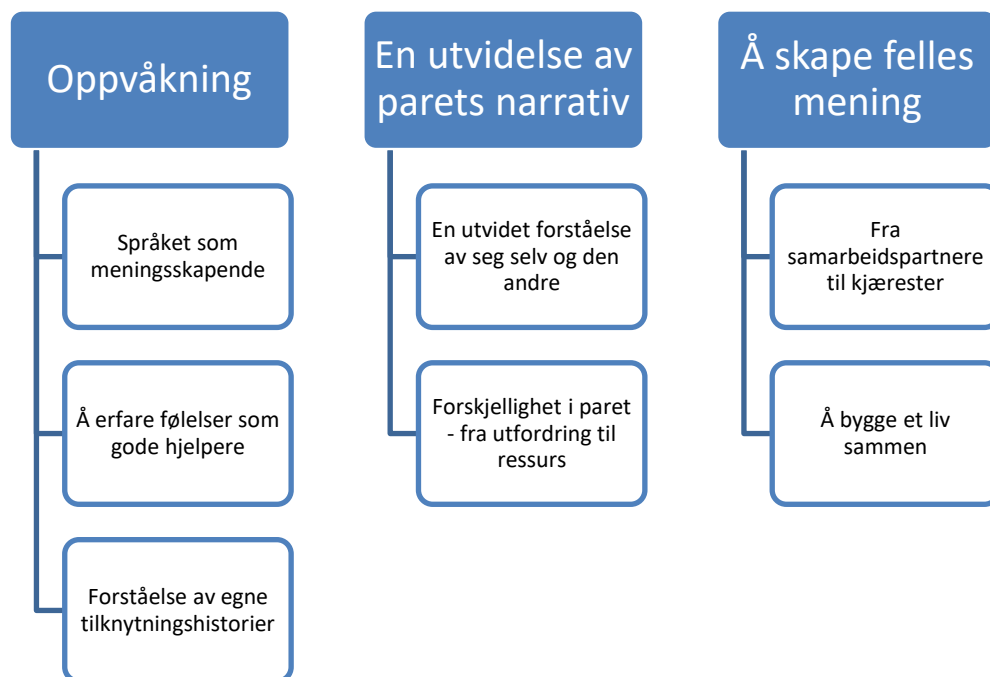 Oppvåkning
Språket som
meningsskapende
Å erfare følelser som
gode hjelpere
Forståelse av egne
tilknytningshistorier
En utvidelse av
parets narrativ
En utvidet forståelse
av seg selv og den
andre
Forskjellighet i paret
- fra utfordring til
ressurs
Å skape felles
mening
Fra
samarbeidspartnere
til kjærester
Å bygge et liv
sammen